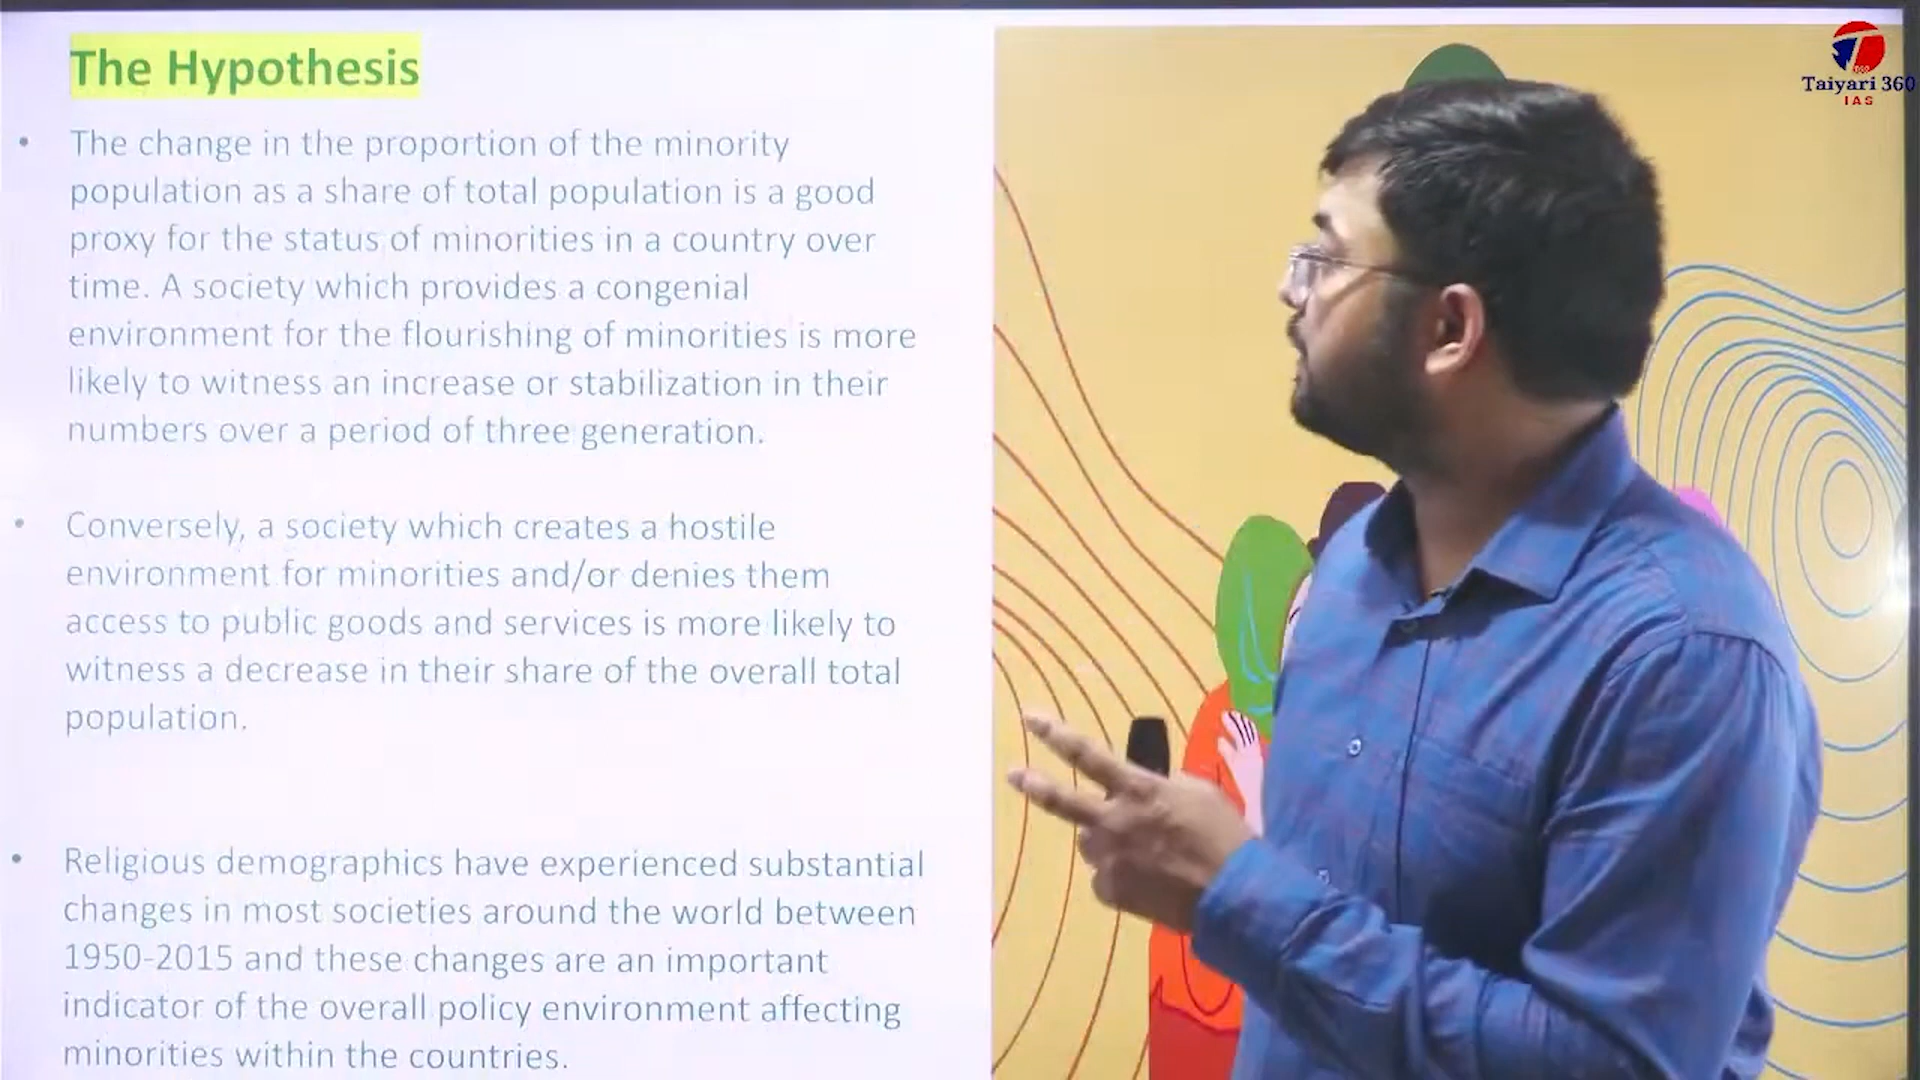 The Hypothesis
• The change in the proportion of the minority
population as a share of total population is a good
proxy for the status of minorities in a country over
time. A society which provides a congenial
environment for the flourishing of minorities is more
likely to witness an increase or stabilization in their
numbers over a period of three generation.
• Conversely, a society which creates a hostile
environment for minorities and/or denies them
access to public goods and services is more likely to
witness a decrease in their share of the overall total
population.
• Religious demographics have experienced substantial
changes in most societies around the world between
1950-2015 and these changes are an important
indicator of the overall policy environment affecting
minorities within the countries.
T
360
Taiyari 360
IAS